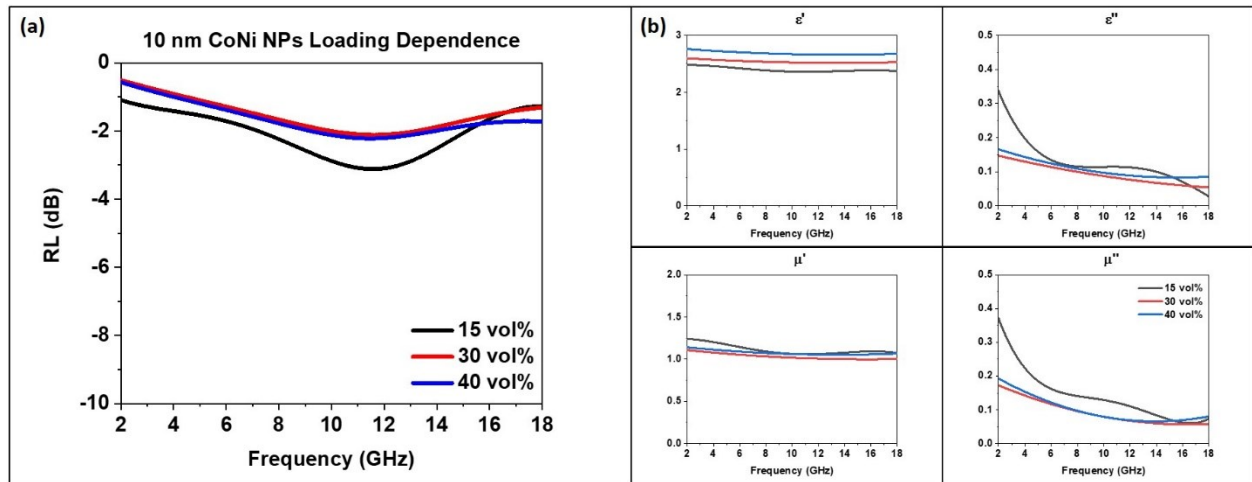 (a)
10 nm CoNi NPs Loading Dependence
0
-2
-4
-6
-8
-10
RL (dB)
15 vol%
30 vol%
40 vol%
2 4 6 8 10 12 14 16 18
Frequency (GHz)
(b)
ε'
3
2
1
0
2 4 6 8 10 12 14 16 18
Frequency (GHz)
ε''
0.5
0.4
0.3
0.2
0.1
0.0
2 4 6 8 10 12 14 16 18
Frequency (GHz)
μ'
2.0
1.5
1.0
0.5
0.0
2 4 6 8 10 12 14 16 18
Frequency (GHz)
μ''
0.5
0.4
0.3
0.2
0.1
0.0
15 vol%
30 vol%
40 vol%
2 4 6 8 10 12 14 16 18
Frequency (GHz)